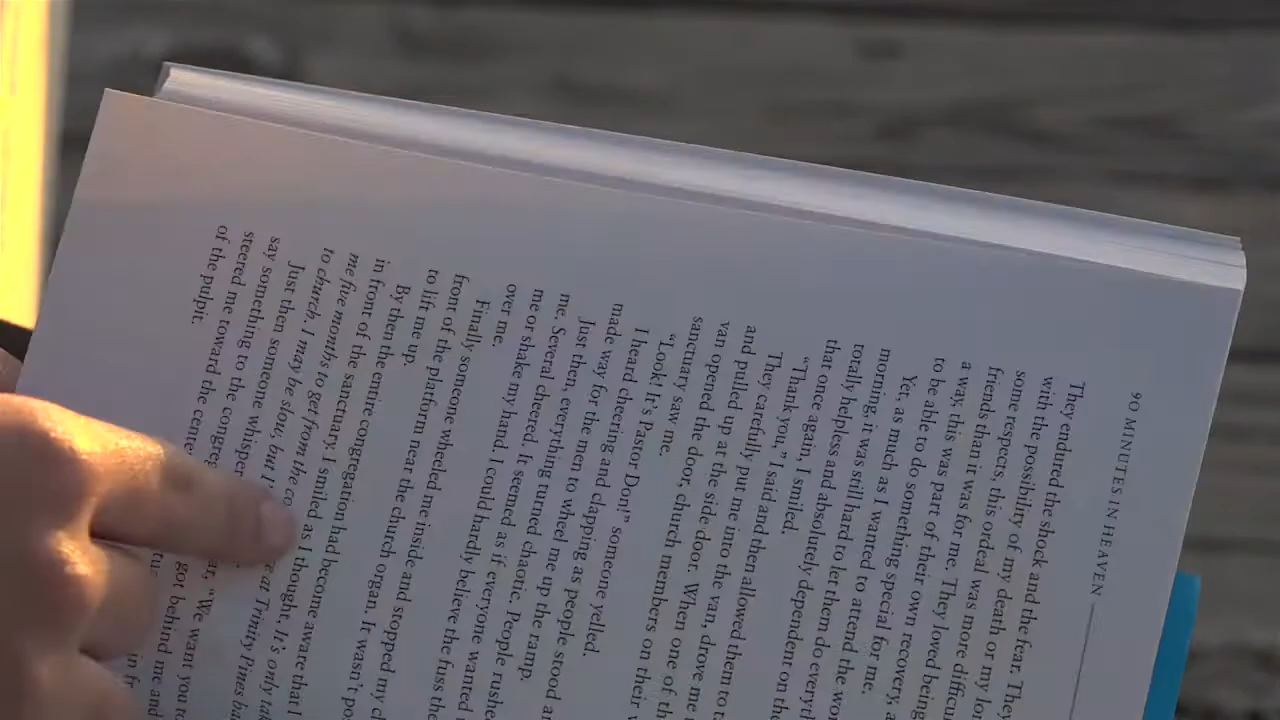 90 MINUTES IN HEAVEN
They endured the shock and the fear. They
with the possibility of my death or my lon
some respects, this ordeal was more difficu
friends than it was for me. They loved being
a way, this was part of their own recovery, a
to be able to do something special for me.
Yet, as much as I wanted to attend the wor
morning, it was still hard to let them do everyth
totally helpless and absolutely dependent on the
that once again, I smiled.
"Thank you," I said and then allowed them to t
They carefully put me into the van, drove me
and pulled up at the side door. When one of th
van opened the door, church members on their
sanctuary saw me.
"Look! It's Pastor Don!" someone yelled.
I heard cheering and clapping as people stood a
made way for the men to wheel me up the ramp.
Just then, everything turned chaotic. People rushe
me. Several cheered. It seemed as if everyone wanted
me or shake my hand. I could hardly believe the fuss the
over me.
Finally someone wheeled me inside and stopped my c
front of the platform near the church organ. It wasn't po
to lift me up.
By then the entire congregation had become aware that I
in front of the sanctuary. I smiled as I thought, It's only tak
me five months to get from the co at Trinity Pines ba
to church. I may be slow, but I
Just then someone whisper "We want you to
say something to the congreg got behind me and
steered me toward the cente in fr
of the pulpit.